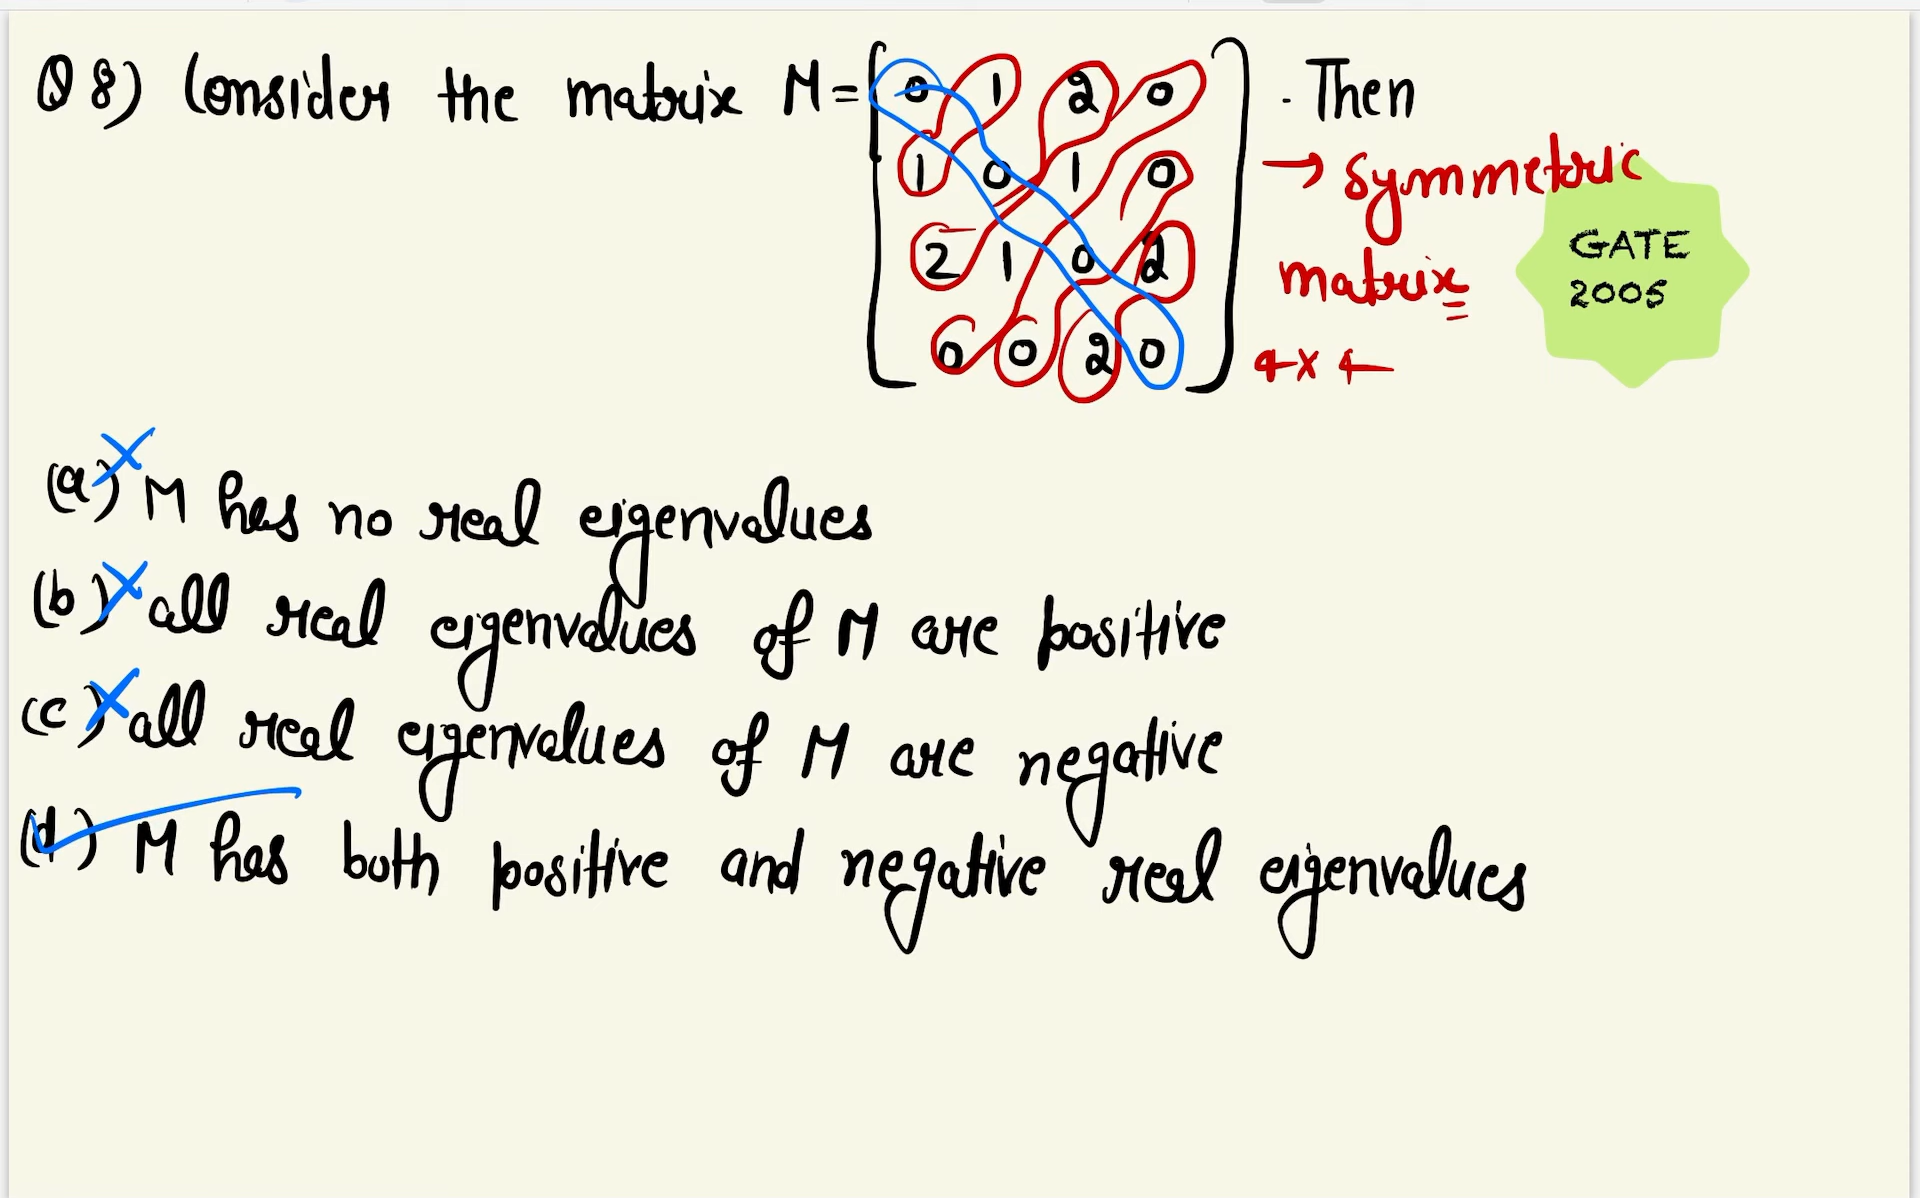 Q 8) Consider the matrix M = [ 0 1 2 0 ] . Then
1 0 1 0 → symmetric
2 1 0 2 matrix
0 0 2 0 4 x 4
GATE
2005
(a) M has no real eigenvalues
(b) all real eigenvalues of M are positive
(c) all real eigenvalues of M are negative
(d) M has both positive and negative real eigenvalues